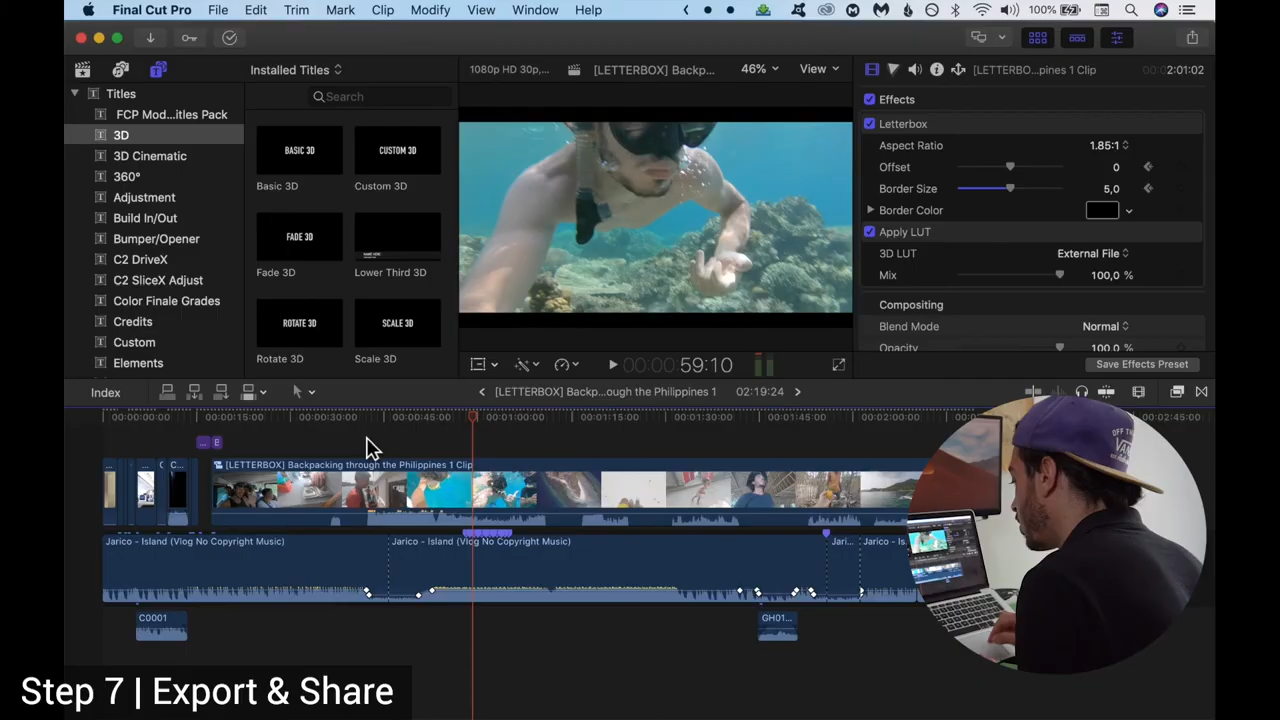 Final Cut Pro File Edit Trim Mark Clip Modify View Window Help 100%
Installed Titles 1080p HD 30p,... [LETTERBOX] Backp... 46% View [LETTERBO...pines 1 Clip 00:00:02:01:02
Titles
FCP Mod...itles Pack
3D
3D Cinematic
360°
Adjustment
Build In/Out
Bumper/Opener
C2 DriveX
C2 SliceX Adjust
Color Finale Grades
Credits
Custom
Elements
Search
BASIC 3D CUSTOM 3D
Basic 3D Custom 3D
FADE 3D
Fade 3D Lower Third 3D
ROTATE 3D SCALE 3D
Rotate 3D Scale 3D
00:00:59:10
Effects
Letterbox
Aspect Ratio 1.85:1
Offset 0
Border Size 5,0
Border Color
Apply LUT
3D LUT External File
Mix 100,0 %
Compositing
Blend Mode Normal
Opacity 100,0 %
Save Effects Preset
Index [LETTERBOX] Backp...ough the Philippines 1 02:19:24
00:00:00:00 00:00:15:00 00:00:30:00 00:00:45:00 00:01:00:00 00:01:15:00 00:01:30:00 00:01:45:00 00:02:00:00 00:02:45:00
... B
... ... C C... [LETTERBOX] Backpacking through the Philippines 1 Clip
Jarico - Island (Vlog No Copyright Music) Jarico - Island (Vlog No Copyright Music) Jari... Jarico - Is.
C0001 GH01...
OFF THE
VANS
Step 7 | Export & Share